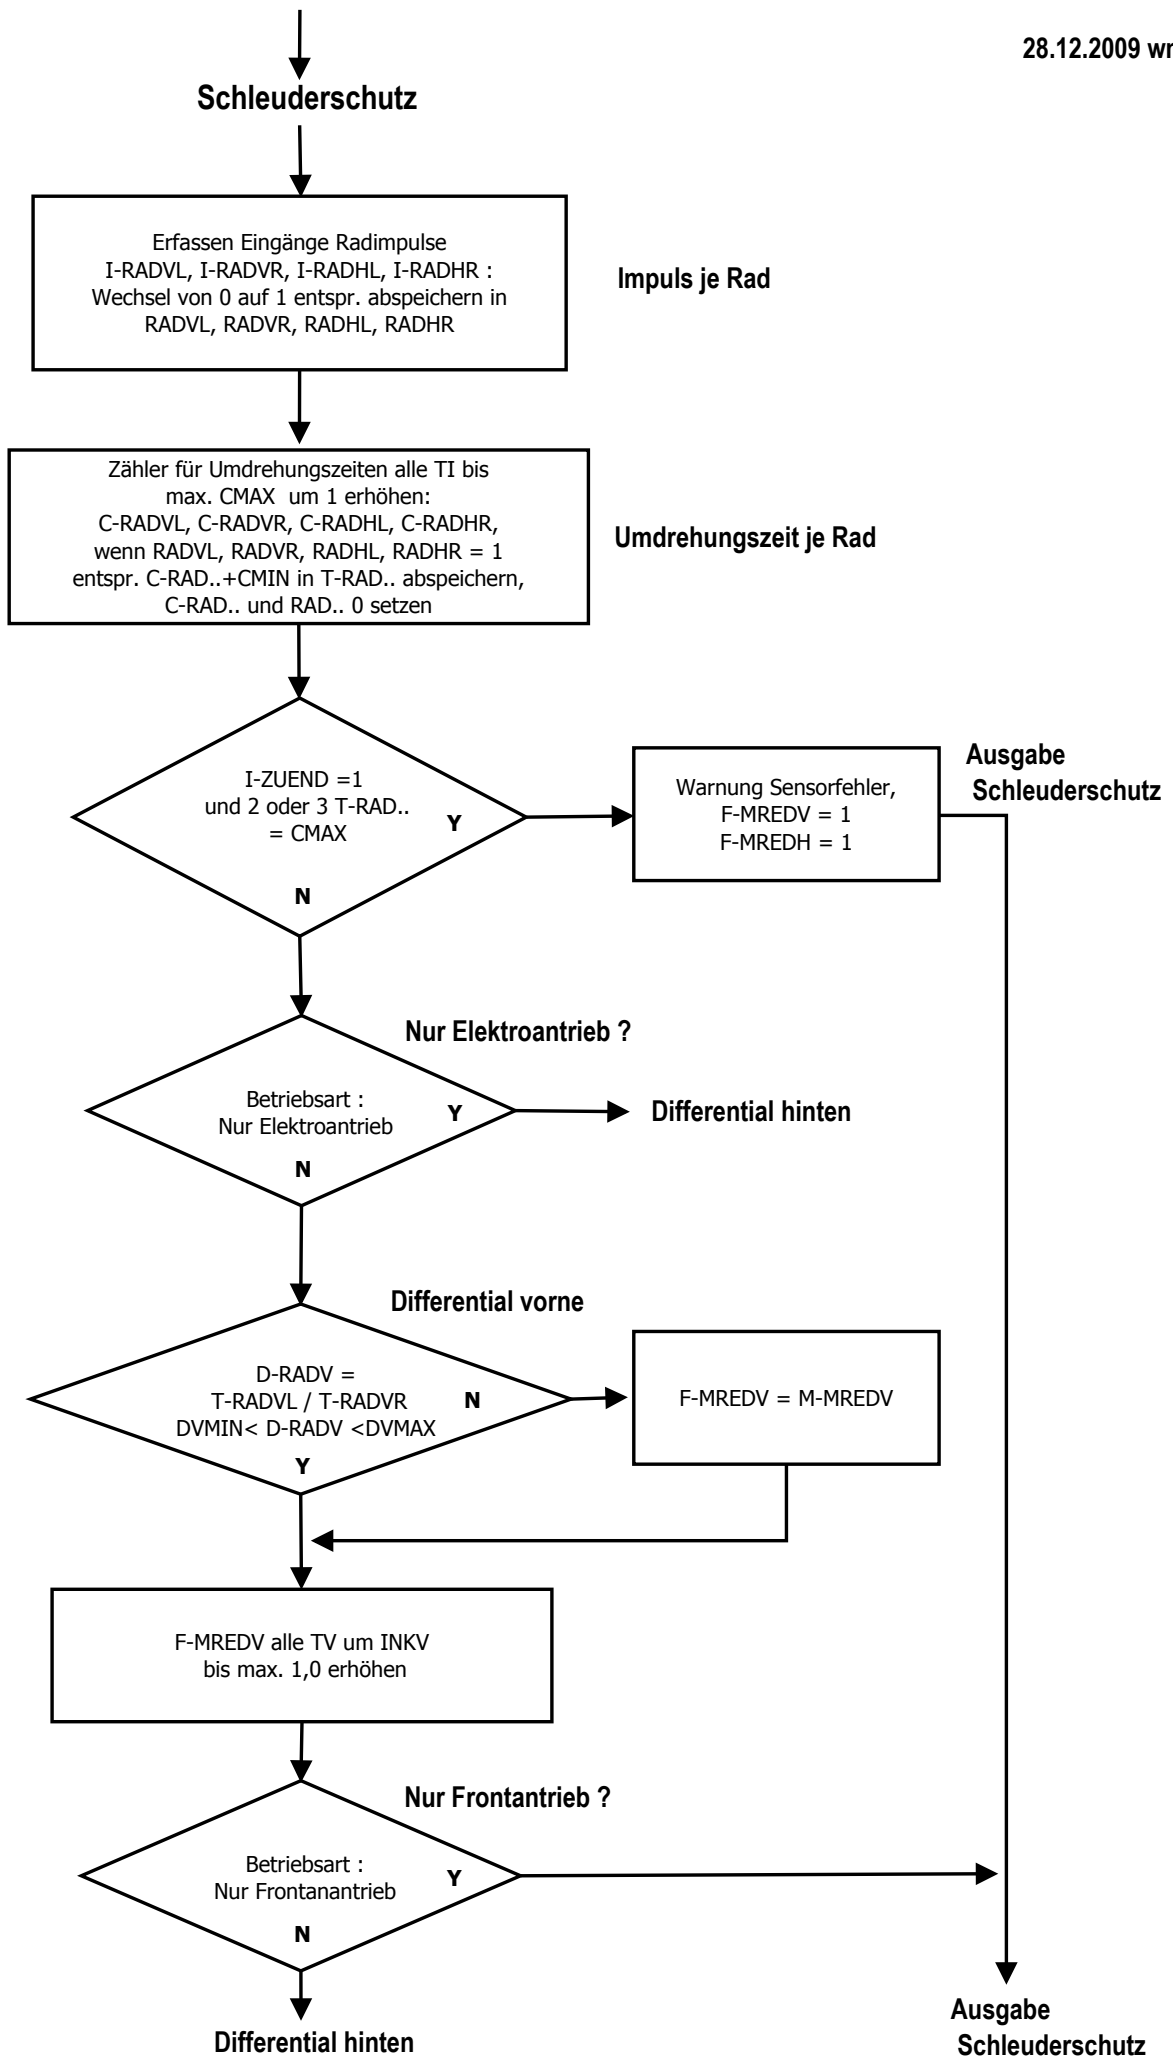 28.12.2009 wr
Schleuderschutz
Erfassen Eingänge Radimpulse
I-RADVL, I-RADVR, I-RADHL, I-RADHR :
Wechsel von 0 auf 1 entspr. abspeichern in
RADVL, RADVR, RADHL, RADHR
Impuls je Rad
Zähler für Umdrehungszeiten alle TI bis
max. CMAX um 1 erhöhen:
C-RADVL, C-RADVR, C-RADHL, C-RADHR,
wenn RADVL, RADVR, RADHL, RADHR = 1
entspr. C-RAD..+CMIN in T-RAD.. abspeichern,
C-RAD.. und RAD.. 0 setzen
Umdrehungszeit je Rad
I-ZUEND =1
und 2 oder 3 T-RAD..
= CMAX
Y
N
Warnung Sensorfehler,
F-MREDV = 1
F-MREDH = 1
Ausgabe
Schleuderschutz
Nur Elektroantrieb ?
Betriebsart :
Nur Elektroantrieb
Y
N
Differential hinten
Differential vorne
D-RADV =
T-RADVL / T-RADVR
DVMIN< D-RADV <DVMAX
N
Y
F-MREDV = M-MREDV
F-MREDV alle TV um INKV
bis max. 1,0 erhöhen
Nur Frontantrieb ?
Betriebsart :
Nur Frontanantrieb
Y
N
Differential hinten
Ausgabe
Schleuderschutz